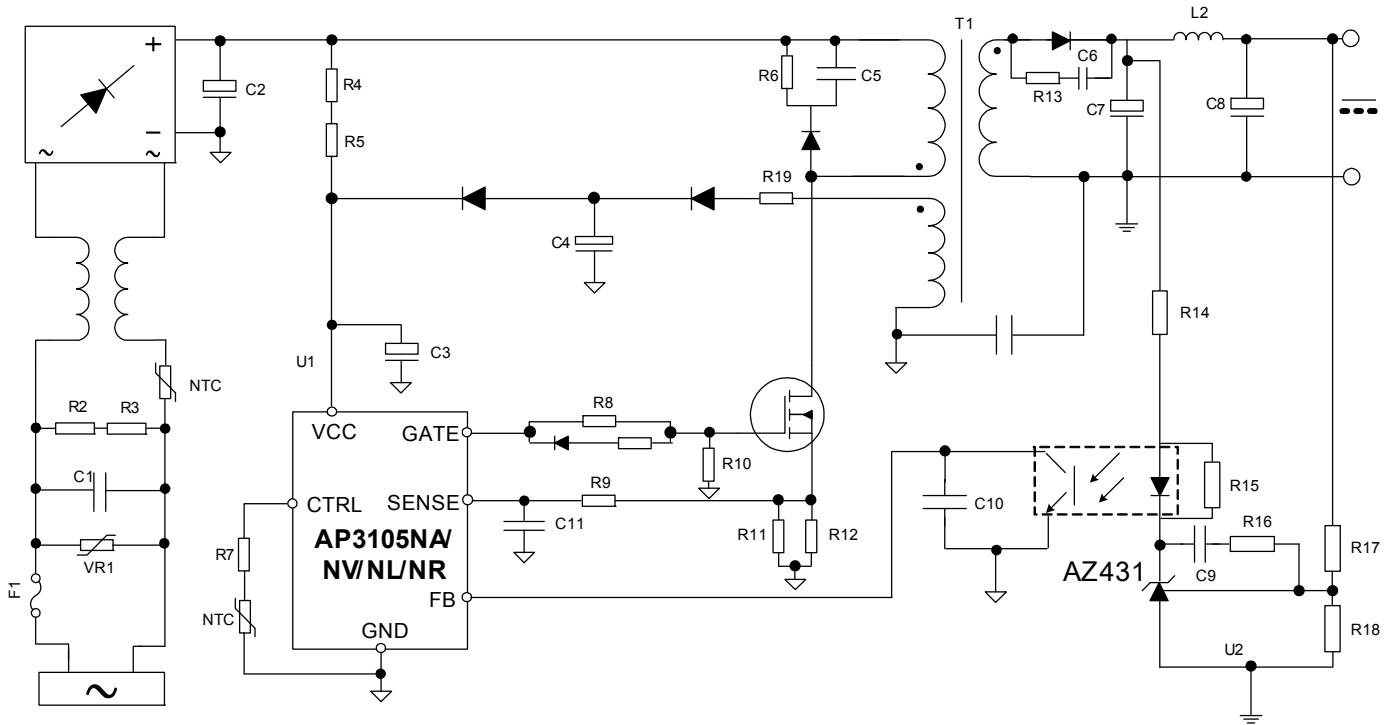 L2
T1
+
C2
R4
R6
C5
C6
R13
C7
C8
−
R5
~
~
R19
C4
R14
U1
C3
NTC
R2
R3
R8
VCC
GATE
R10
C1
CTRL
SENSE
R9
C11
R11
R12
C10
R15
R16
R7
AP3105NA/
NV/NL/NR
VR1
C9
R17
AZ431
F1
FB
NTC
GND
R18
U2
~